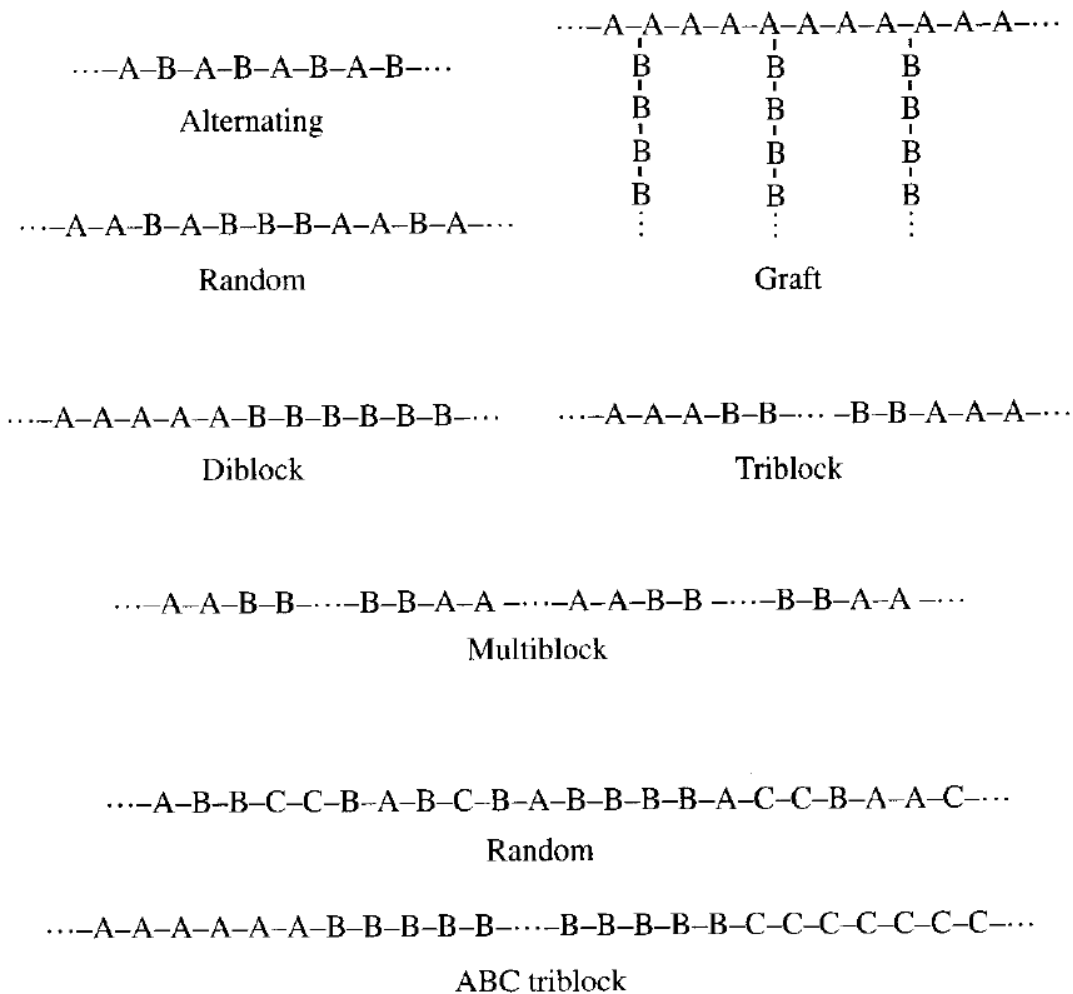 ···–A–B–A–B–A–B–A–B–···
Alternating
···–A–A–A–A–A–A–A–A–A–A–A–···
B B B
B B B
B B B
B B B
⋮ ⋮ ⋮
Graft
···–A–A–B–A–B–B–B–A–A–B–A–···
Random
···–A–A–A–A–A–B–B–B–B–B–B–···
Diblock
···–A–A–A–B–B–··· –B–B–A–A–A–···
Triblock
···–A–A–B–B–···–B–B–A–A–···–A–A–B–B–···–B–B–A–A–···
Multiblock
···–A–B–B–C–C–B–A–B–C–B–A–B–B–B–B–A–C–C–B–A–A–C–···
Random
···–A–A–A–A–A–A–B–B–B–B–B–···–B–B–B–B–B–C–C–C–C–C–C–C–···
ABC triblock